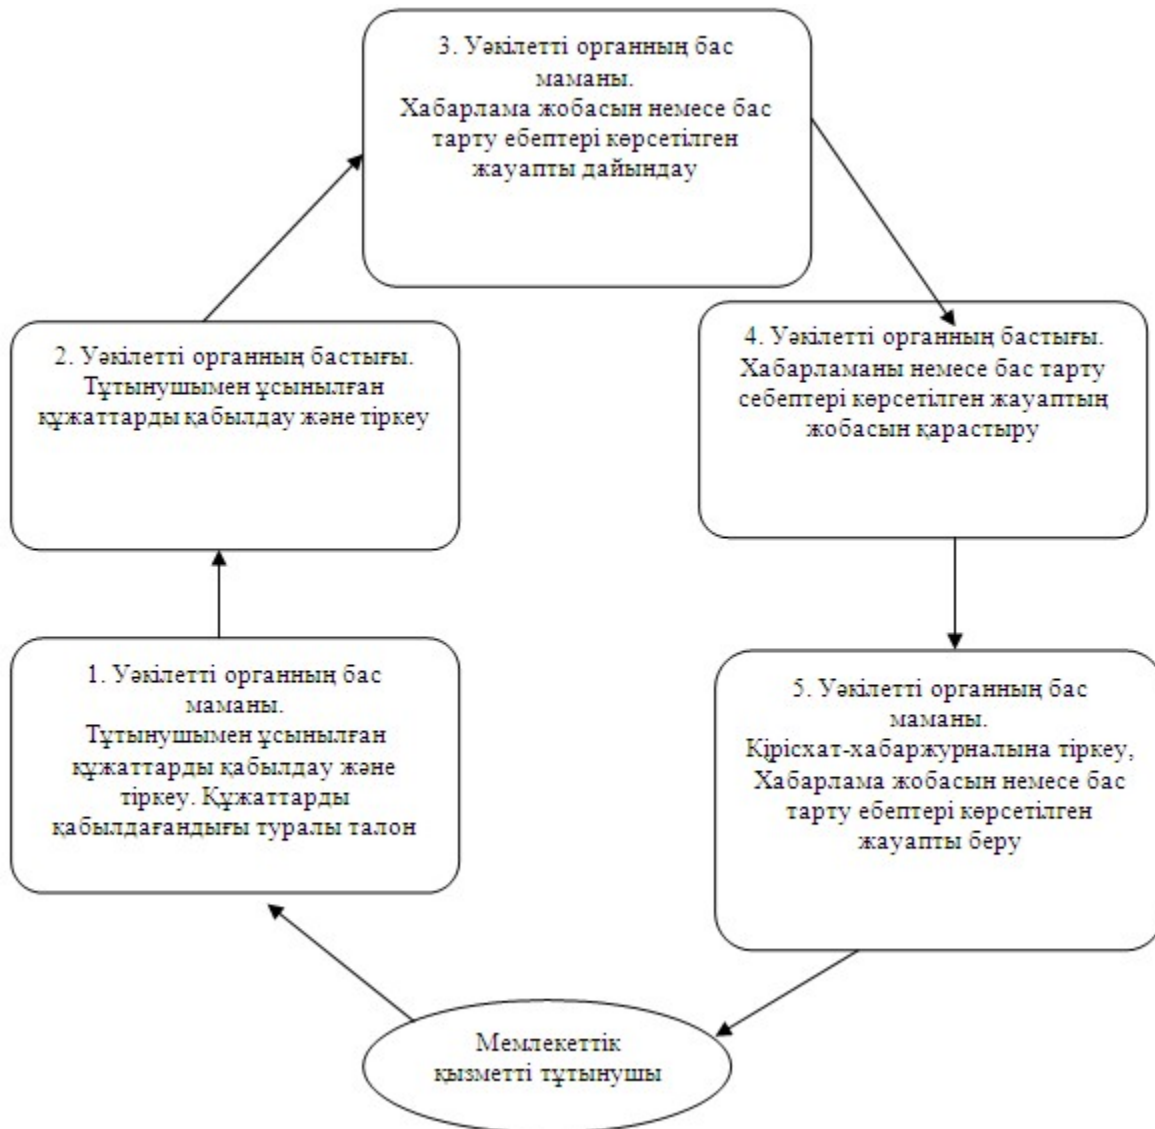 3. Уәкілетті органның бас
маманы.
Хабарлама жобасын немесе бас
тарту ебептері көрсетілген
жауапты дайындау
2. Уәкілетті органның бастығы.
Тұтынушымен ұсынылған
құжаттарды қабылдау және тіркеу
4. Уәкілетті органның бастығы.
Хабарламаны немесе бас тарту
себептері көрсетілген жауаптың
жобасын қарастыру
1. Уәкілетті органның бас
маманы.
Тұтынушымен ұсынылған
құжаттарды қабылдау және
тіркеу. Құжаттарды
қабылдағандығы туралы талон
5. Уәкілетті органның бас
маманы.
Кірісхат-хабаржурналына тіркеу,
Хабарлама жобасын немесе бас
тарту ебептері көрсетілген
жауапты беру
Мемлекеттік
қызметті тұтынушы